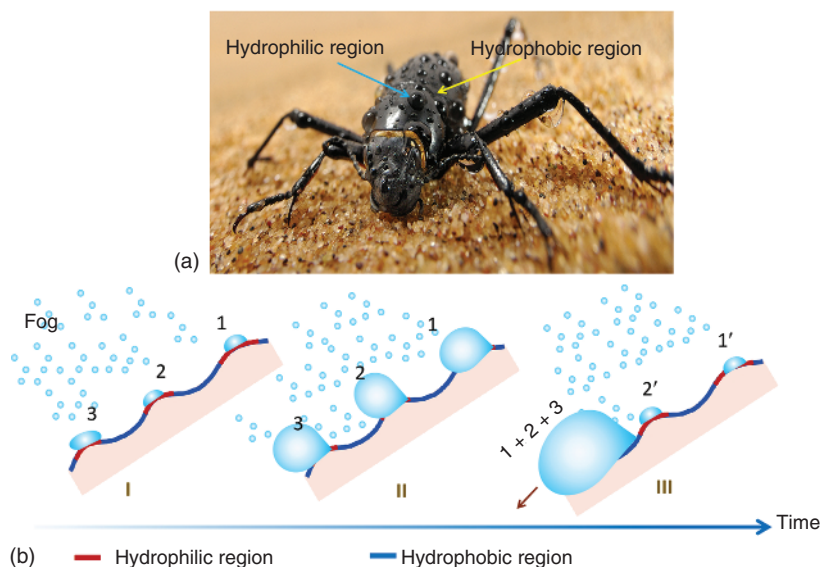 Hydrophilic region
Hydrophobic region
(a)
Fog
1
2
3
I
1
2
3
II
1 + 2 + 3
1′
2′
III
Time
(b)
Hydrophilic region
Hydrophobic region